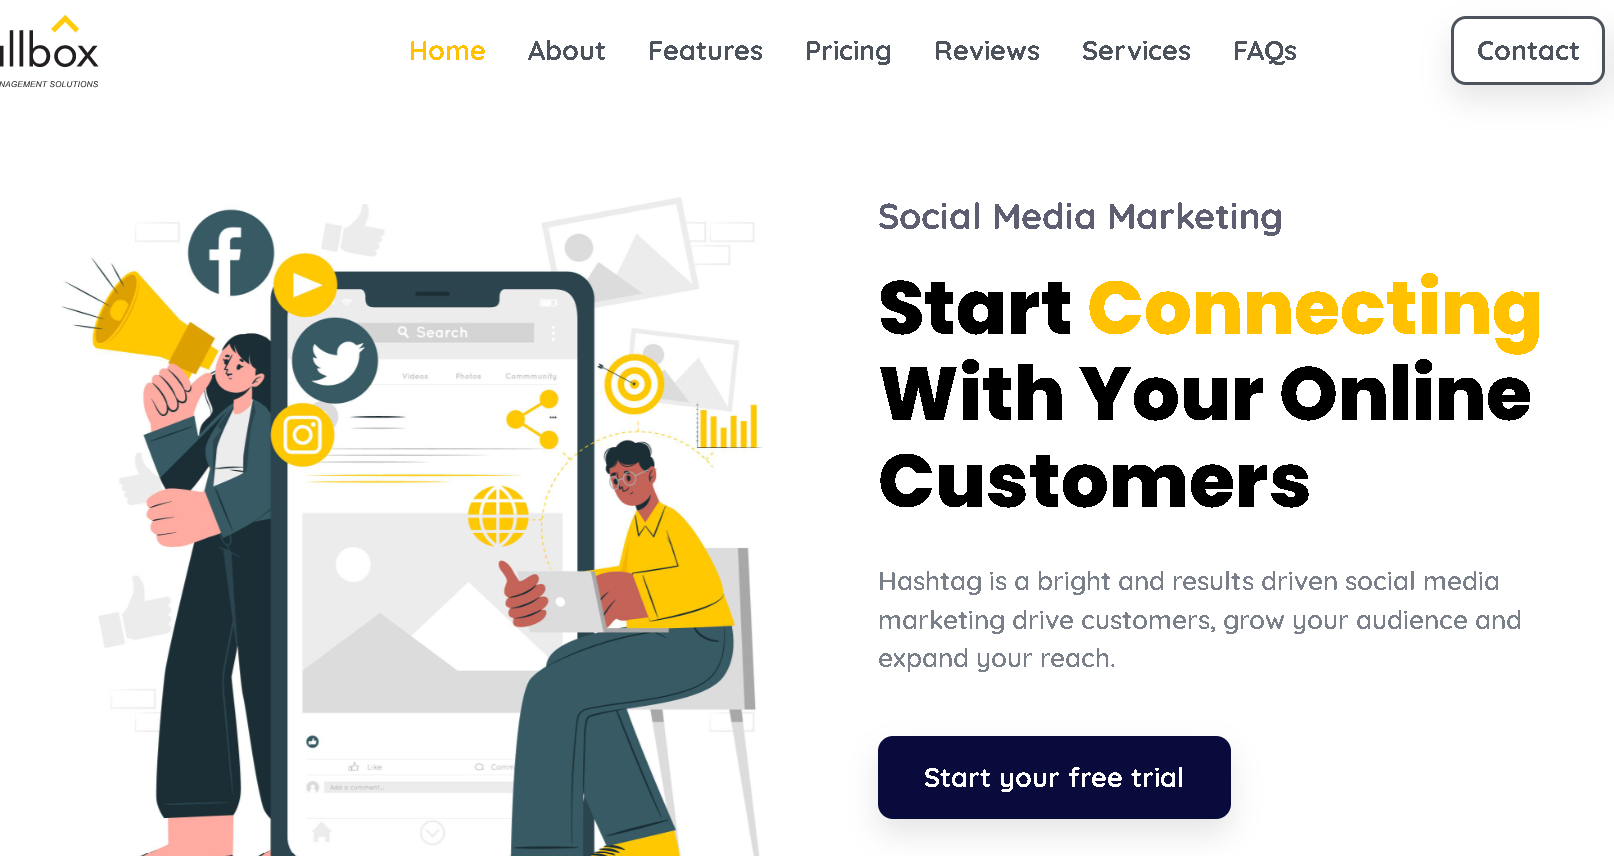 llbox
NAGEMENT SOLUTIONS
Home About Features Pricing Reviews Services FAQs Contact
Social Media Marketing
Start Connecting
With Your Online
Customers
Hashtag is a bright and results driven social media
marketing drive customers, grow your audience and
expand your reach.
Start your free trial
Search
Videos Photos Commmunity
Like
Add a comment...